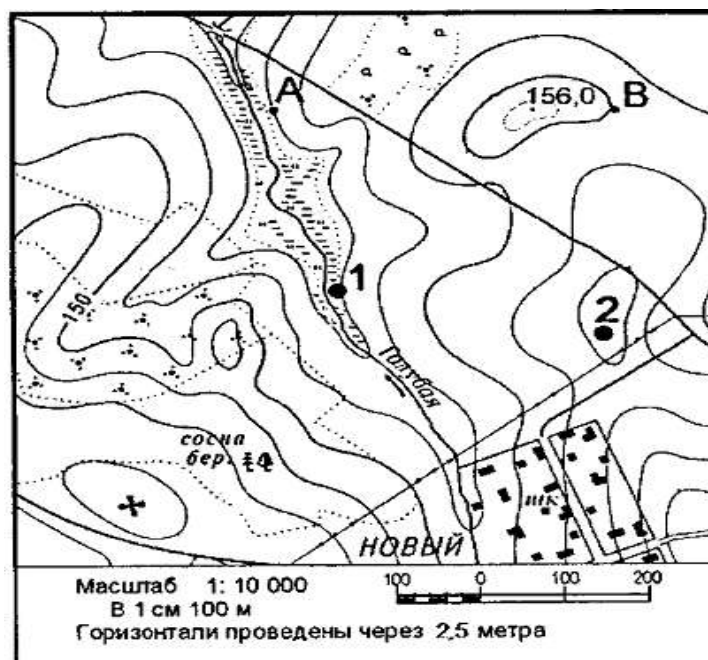 А
156,0 В
150
1
2
Голубая
сосна
бер.
шк
НОВЫЙ
Масштаб 1: 10 000
В 1 см 100 м
100 0 100 200
Горизонтали проведены через 2,5 метра